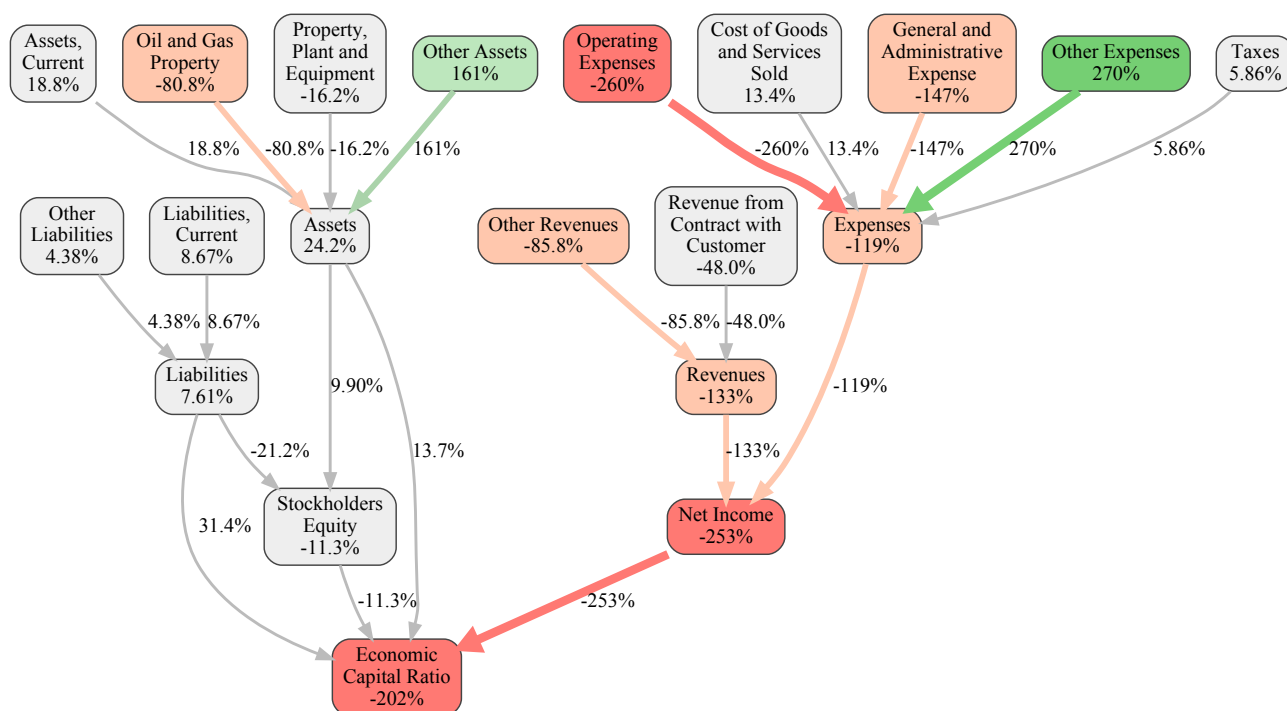 Assets,
Current
18.8%
Oil and Gas
Property
-80.8%
Property,
Plant and
Equipment
-16.2%
Other Assets
161%
Operating
Expenses
-260%
Cost of Goods
and Services
Sold
13.4%
General and
Administrative
Expense
-147%
Other Expenses
270%
Taxes
5.86%
18.8%
-80.8%
-16.2%
161%
-260%
13.4%
-147%
270%
5.86%
Other
Liabilities
4.38%
Liabilities,
Current
8.67%
Assets
24.2%
Other Revenues
-85.8%
Revenue from
Contract with
Customer
-48.0%
Expenses
-119%
4.38%
8.67%
-85.8%
-48.0%
Liabilities
7.61%
9.90%
Revenues
-133%
-119%
-21.2%
13.7%
-133%
31.4%
Stockholders
Equity
-11.3%
Net Income
-253%
-11.3%
-253%
Economic
Capital Ratio
-202%